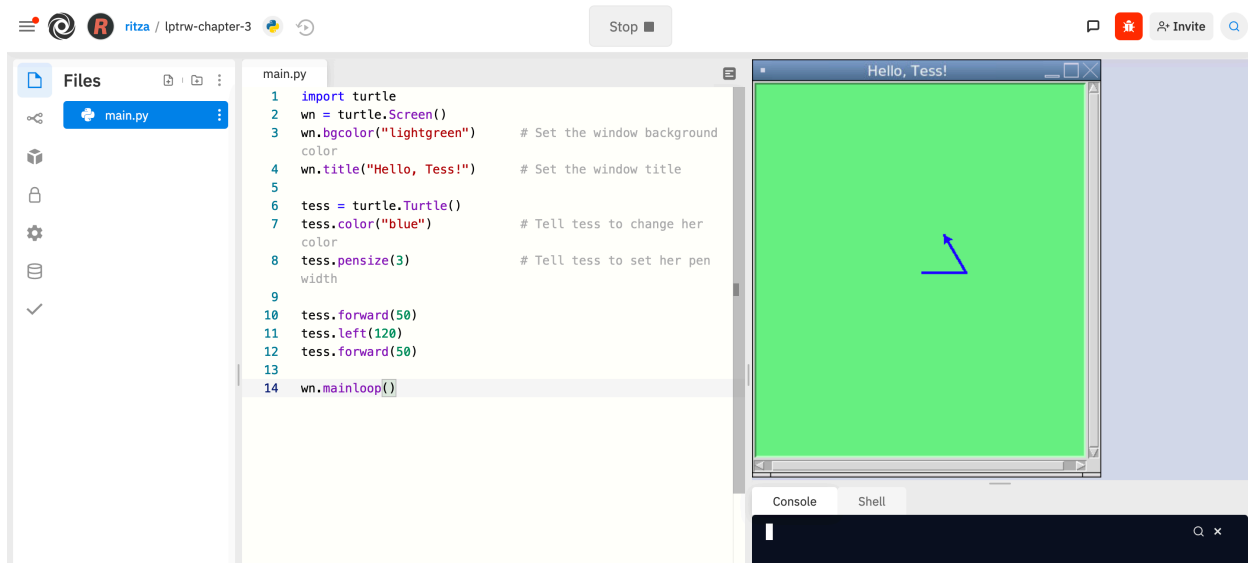 ritza / lptrw-chapter-3
Stop
Invite
Files
main.py
main.py
1 import turtle
2 wn = turtle.Screen()
3 wn.bgcolor("lightgreen")      # Set the window background
color
4 wn.title("Hello, Tess!")      # Set the window title
5
6 tess = turtle.Turtle()
7 tess.color("blue")            # Tell tess to change her
color
8 tess.pensize(3)               # Tell tess to set her pen
width
9
10 tess.forward(50)
11 tess.left(120)
12 tess.forward(50)
13
14 wn.mainloop()
Hello, Tess!
Console Shell